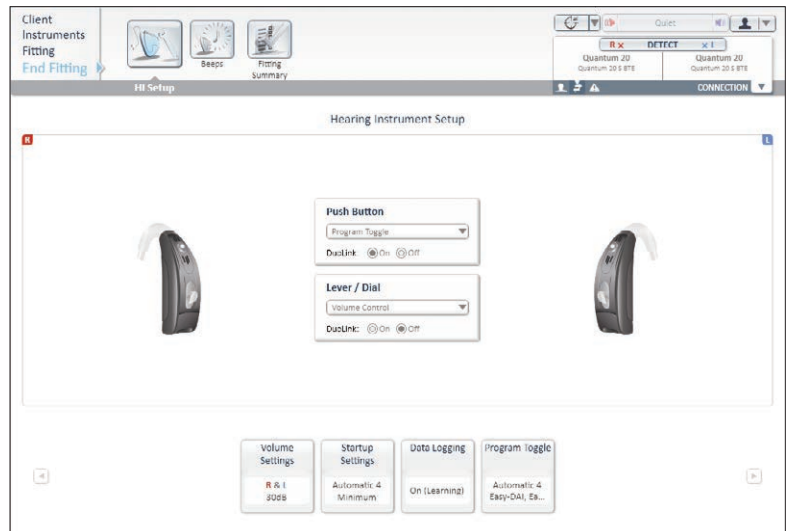 Client
Instruments
Fitting
End Fitting
Beeps
Fitting
Summary
HI Setup
Quiet
R x DETECT x L
Quantum 20
Quantum 20 S BTE
Quantum 20
Quantum 20 S BTE
CONNECTION
Hearing Instrument Setup
R
L
Push Button
Program Toggle
DuoLink: On Off
Lever / Dial
Volume Control
DuoLink: On Off
Volume
Settings
R & L
30dB
Startup
Settings
Automatic 4
Minimum
Data Logging
On (Learning)
Program Toggle
Automatic 4
Easy-DAI, Ea...